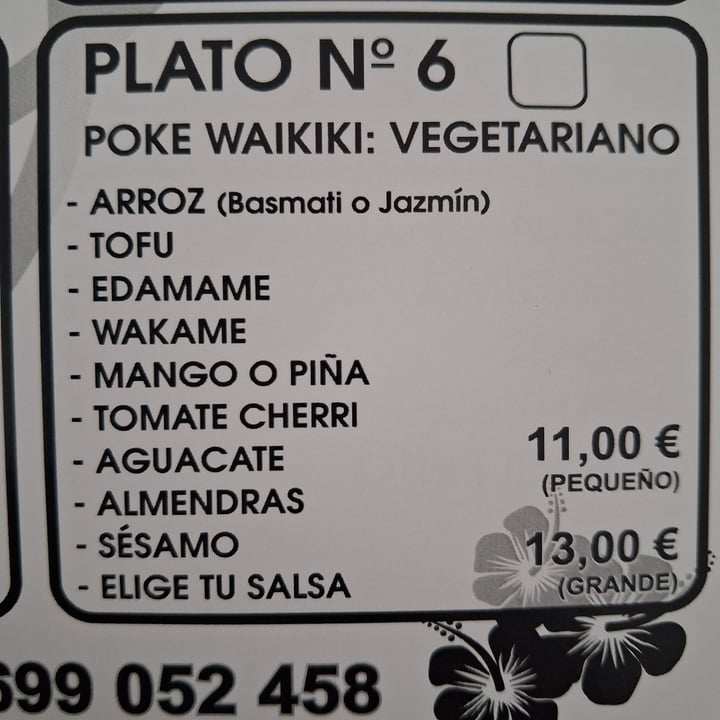 PLATO Nº 6
POKE WAIKIKI: VEGETARIANO
- ARROZ (Basmati o Jazmín)
- TOFU
- EDAMAME
- WAKAME
- MANGO O PIÑA
- TOMATE CHERRI
- AGUACATE
- ALMENDRAS
- SÉSAMO
- ELIGE TU SALSA
11,00 €
(PEQUEÑO)
13,00 €
(GRANDE)
699 052 458